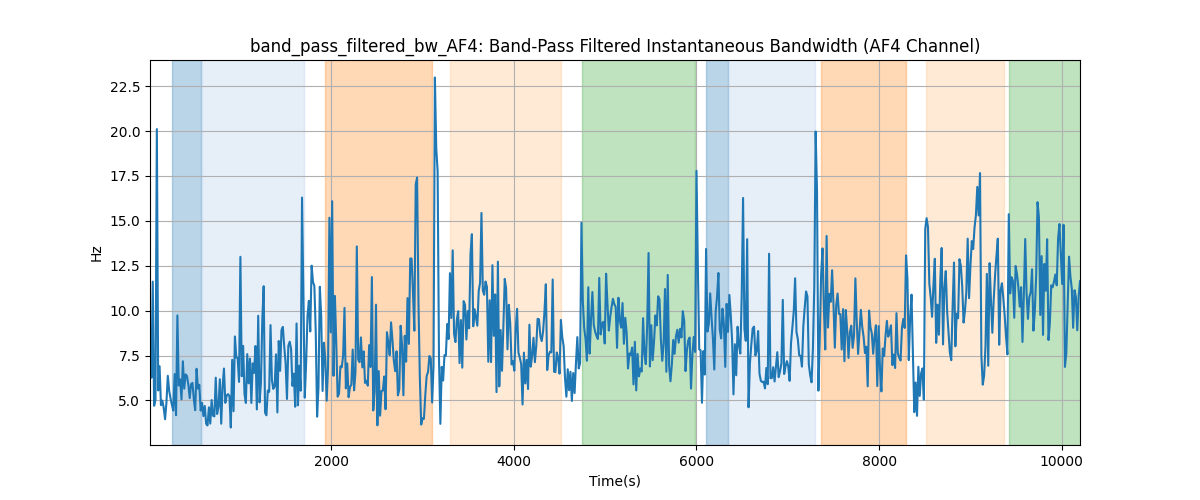 band_pass_filtered_bw_AF4: Band-Pass Filtered Instantaneous Bandwidth (AF4 Channel)
22.5
20.0
17.5
15.0
12.5
10.0
7.5
5.0
Hz
2000 4000 6000 8000 10000
Time(s)